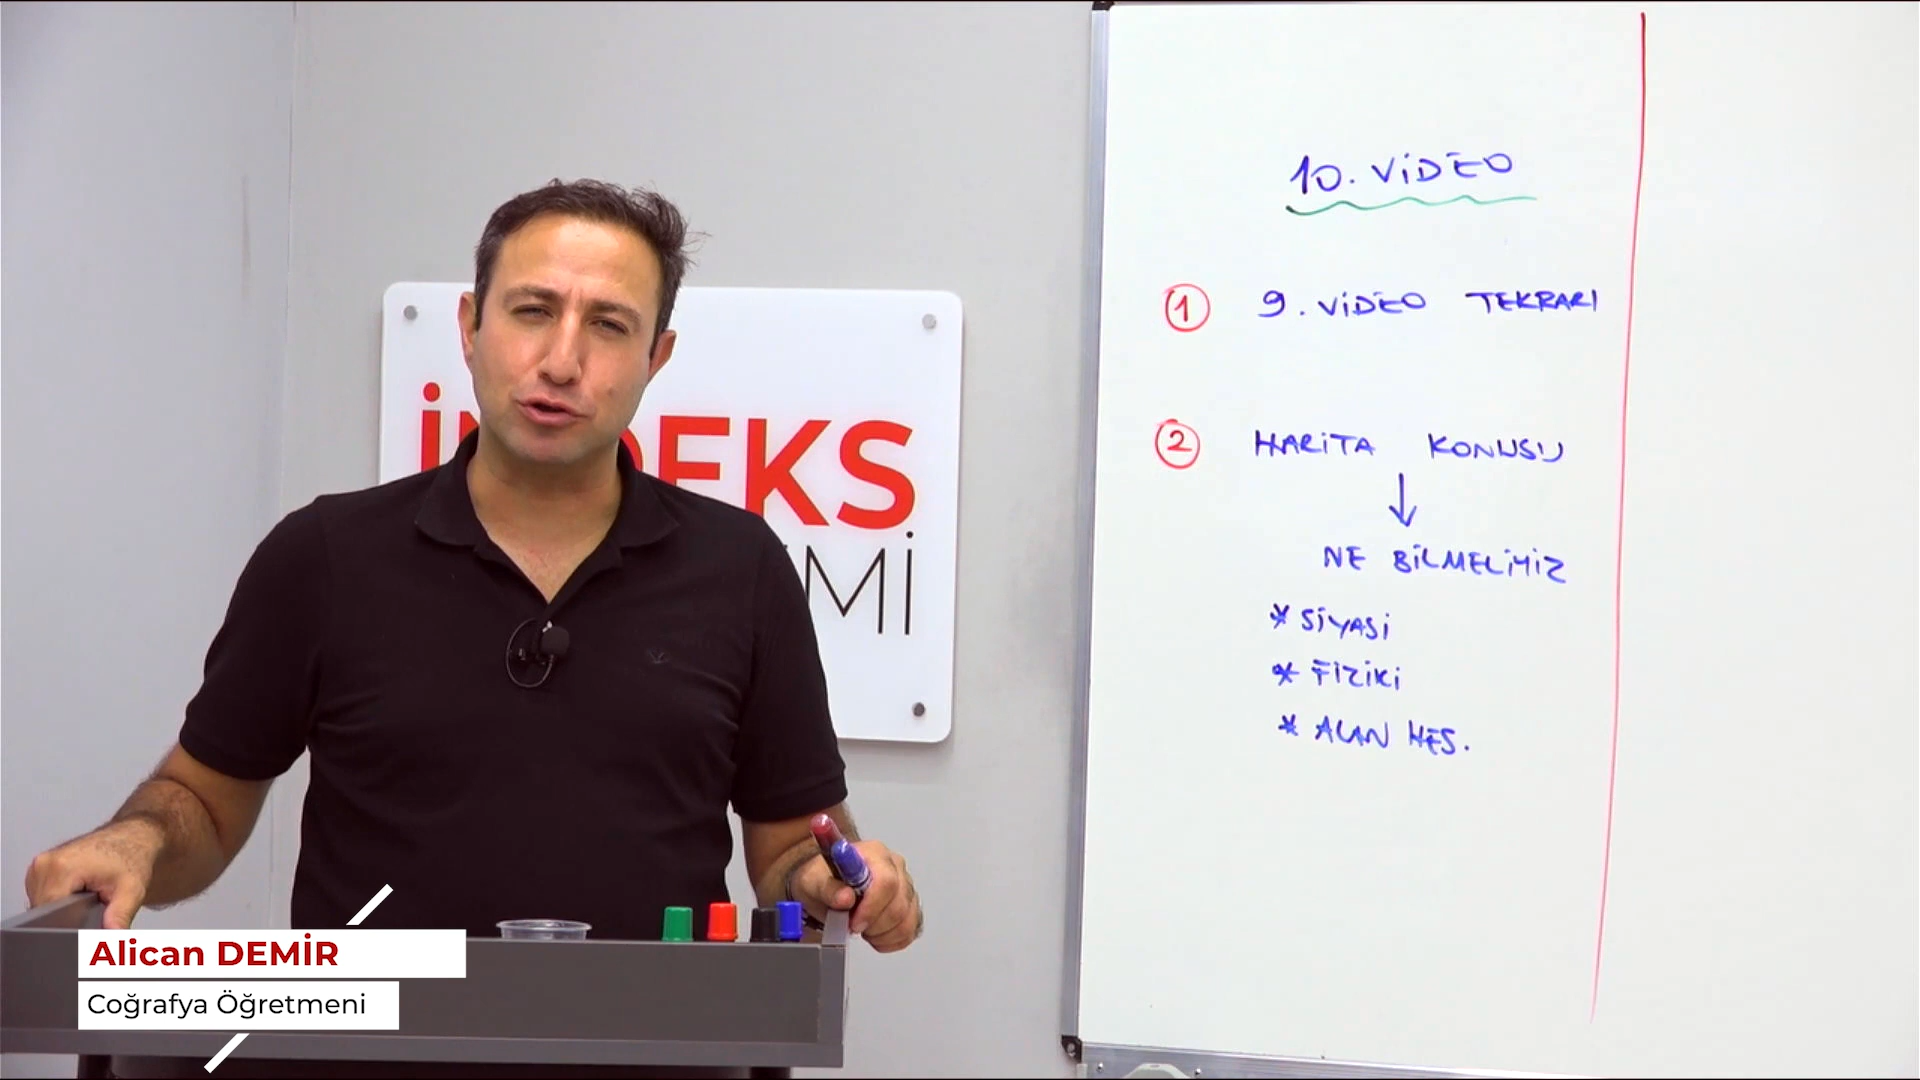 İNDEKS
Mİ
10. VİDEO
1 9. VİDEO TEKRARI
2 HARİTA KONUSU
↓
NE BİLMELİYİZ
* SİYASİ
* FİZİKİ
* ALAN HES.
Alican DEMİR
Coğrafya Öğretmeni